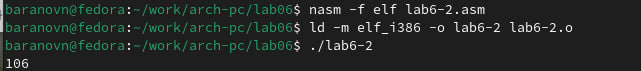 baranovn@fedora:~/work/arch-pc/lab06$ nasm -f elf lab6-2.asm
baranovn@fedora:~/work/arch-pc/lab06$ ld -m elf_i386 -o lab6-2 lab6-2.o
baranovn@fedora:~/work/arch-pc/lab06$ ./lab6-2
106